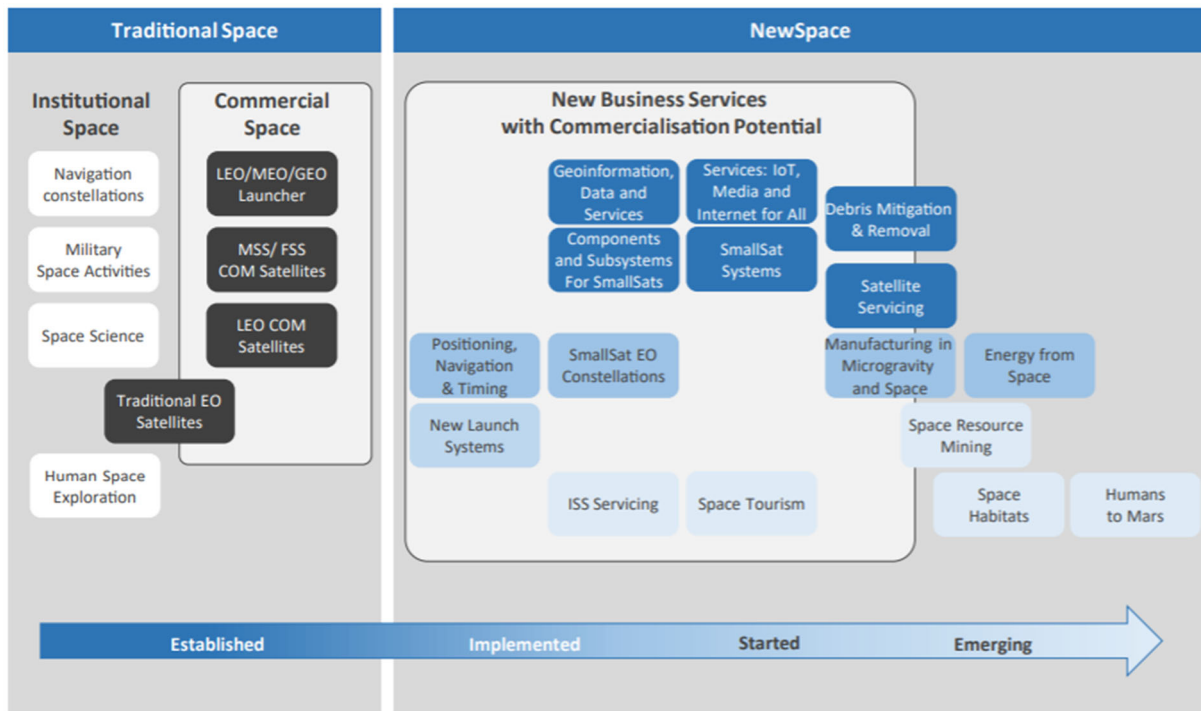 Traditional Space
NewSpace
Institutional
Space
Commercial
Space
Navigation
constellations
Military
Space Activities
Space Science
LEO/MEO/GEO
Launcher
MSS/ FSS
COM Satellites
LEO COM
Satellites
Traditional EO
Satellites
Human Space
Exploration
New Business Services
with Commercialisation Potential
Geoinformation,
Data and
Services
Services: IoT,
Media and
Internet for All
Debris Mitigation
& Removal
Components
and Subsystems
For SmallSats
SmallSat
Systems
Satellite
Servicing
Positioning,
Navigation
& Timing
SmallSat EO
Constellations
Manufacturing in
Microgravity
and Space
Energy from
Space
New Launch
Systems
Space Resource
Mining
ISS Servicing
Space Tourism
Space
Habitats
Humans
to Mars
Established
Implemented
Started
Emerging